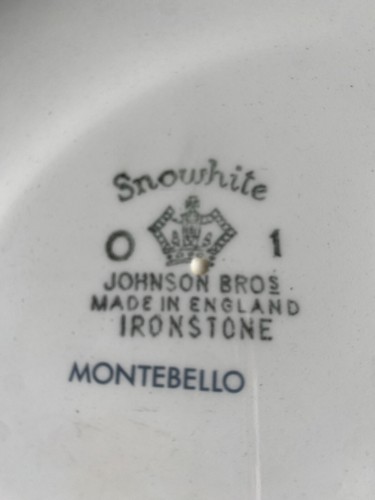 Snowhite
O 1
JOHNSON BROS
MADE IN ENGLAND
IRONSTONE
MONTEBELLO